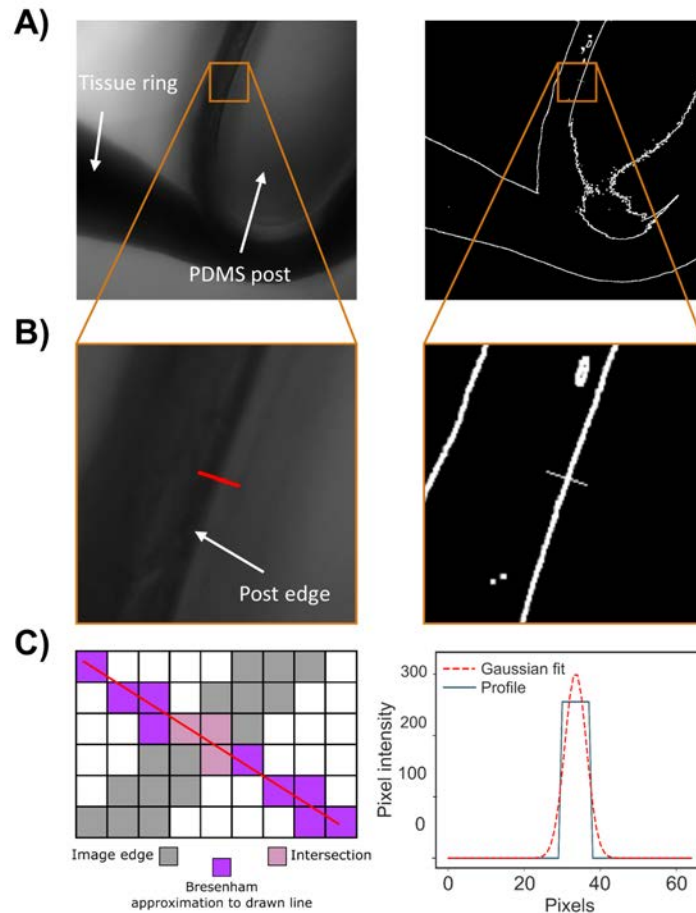 A)
Tissue ring
PDMS post
B)
Post edge
C)
Image edge
Intersection
Bresenham
approximation to drawn line
300
200
100
0
Pixel intensity
Gaussian fit
Profile
0 20 40 60
Pixels